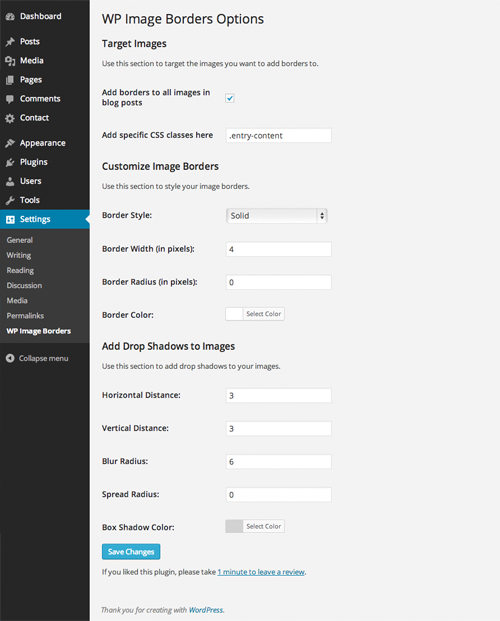 Dashboard
Posts
Media
Pages
Comments
Contact
Appearance
Plugins
Users
Tools
Settings
General
Writing
Reading
Discussion
Media
Permalinks
WP Image Borders
Collapse menu
WP Image Borders Options
Target Images
Use this section to target the images you want to add borders to.
Add borders to all images in
blog posts
Add specific CSS classes here
.entry-content
Customize Image Borders
Use this section to style your image borders.
Border Style:
Solid
Border Width (in pixels):
4
Border Radius (in pixels):
0
Border Color:
Select Color
Add Drop Shadows to Images
Use this section to add drop shadows to your images.
Horizontal Distance:
3
Vertical Distance:
3
Blur Radius:
6
Spread Radius:
0
Box Shadow Color:
Select Color
Save Changes
If you liked this plugin, please take 1 minute to leave a review.
Thank you for creating with WordPress.